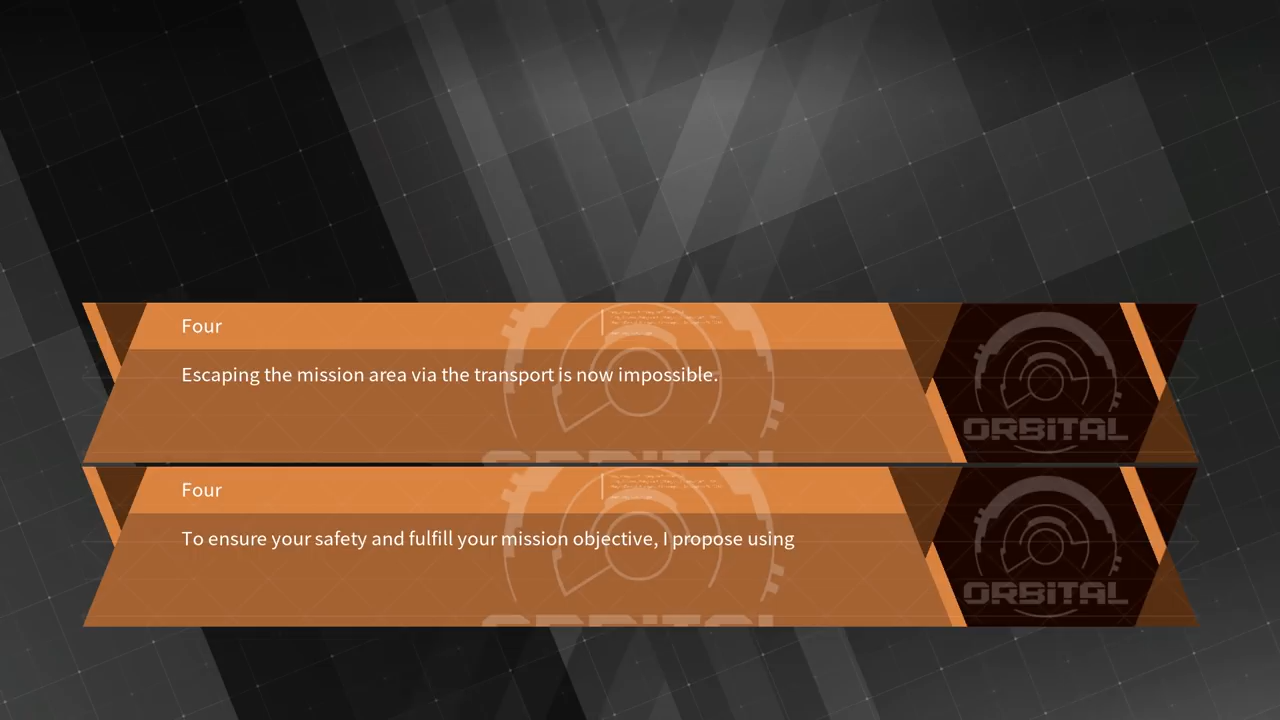 Four
Escaping the mission area via the transport is now impossible.
ORBITAL
Four
To ensure your safety and fulfill your mission objective, I propose using
ORBITAL